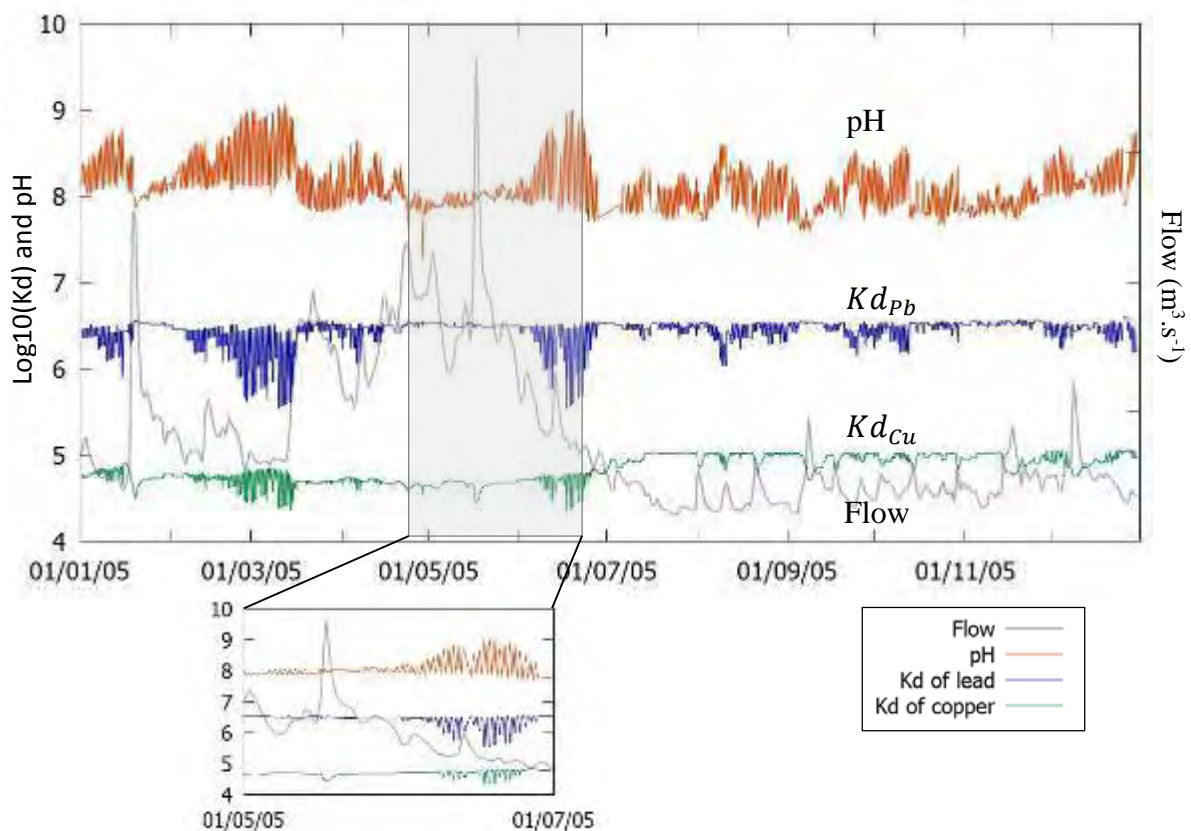 10
9
8
7
6
5
4
Log10(Kd) and pH
Flow (m³.s⁻¹)
pH
Kd_Pb
Kd_Cu
Flow
01/01/05
01/03/05
01/05/05
01/07/05
01/09/05
01/11/05
10
9
8
7
6
5
4
01/05/05
01/07/05
Flow
pH
Kd of lead
Kd of copper